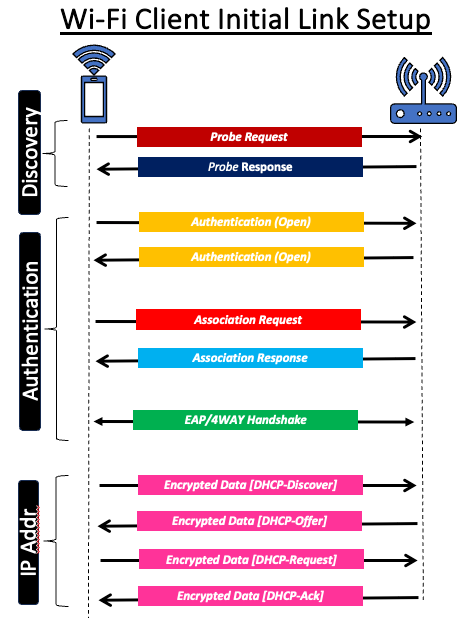 Wi-Fi Client Initial Link Setup
Discovery
Probe Request
Probe Response
Authentication
Authentication (Open)
Authentication (Open)
Association Request
Association Response
EAP/4WAY Handshake
IP Addr
Encrypted Data [DHCP-Discover]
Encrypted Data [DHCP-Offer]
Encrypted Data [DHCP-Request]
Encrypted Data [DHCP-Ack]